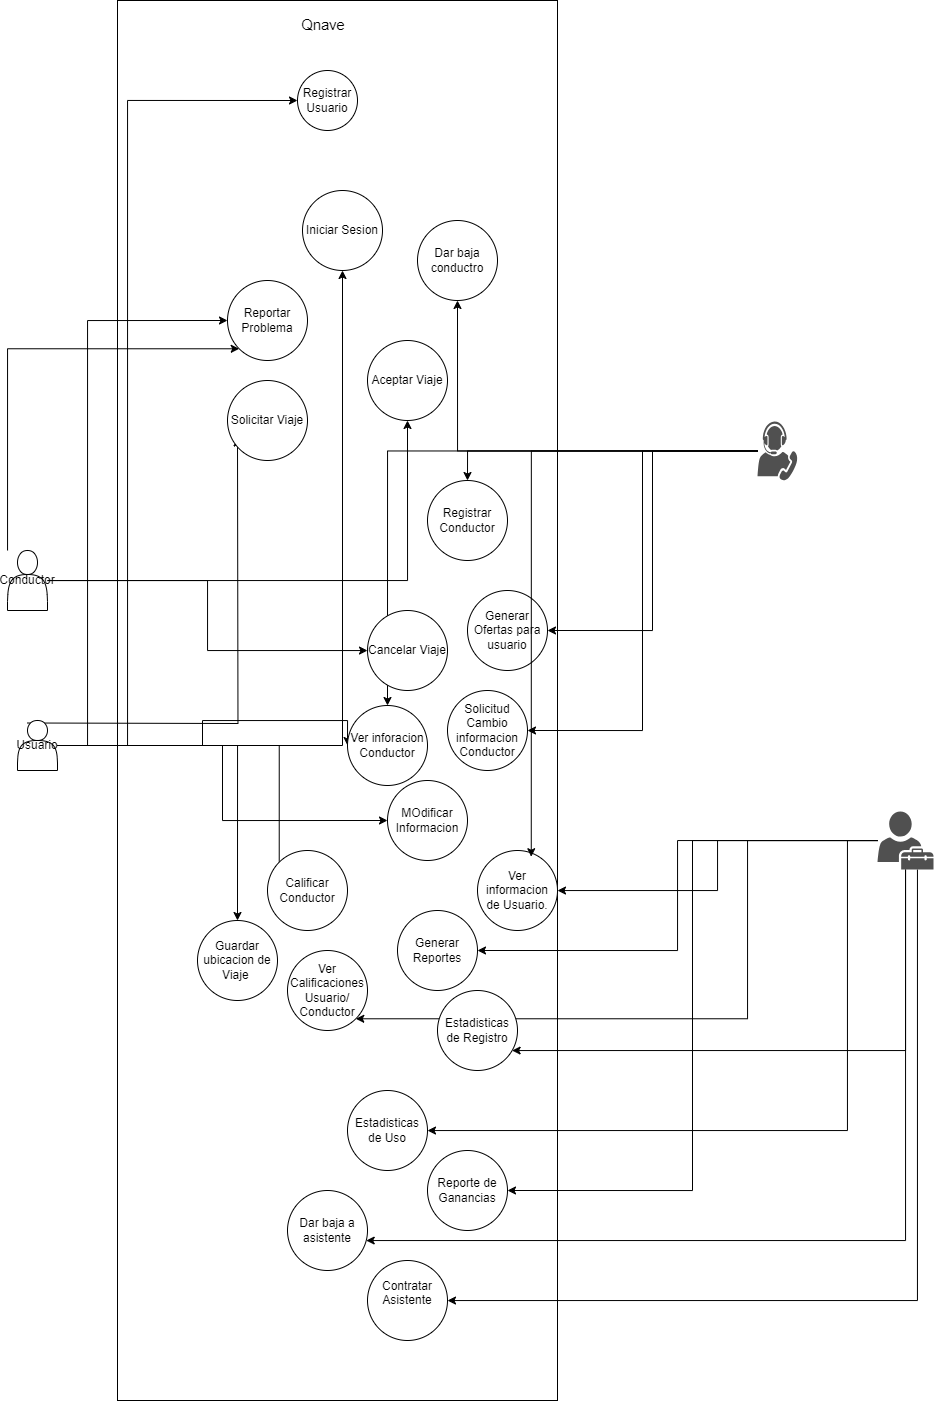 Qnave
Registrar
Usuario
Iniciar Sesion
Dar baja
conductro
Reportar
Problema
Aceptar Viaje
Solicitar Viaje
Registrar
Conductor
Conductor
Generar
Ofertas para
usuario
Cancelar Viaje
Solicitud
Cambio
informacion
Conductor
Usuario
Ver inforacion
Conductor
MOdificar
Informacion
Calificar
Conductor
Ver
informacion
de Usuario.
Guardar
ubicacion de
Viaje
Generar
Reportes
Ver
Calificaciones
Usuario/
Conductor
Estadisticas
de Registro
Estadisticas
de Uso
Reporte de
Ganancias
Dar baja a
asistente
Contratar
Asistente